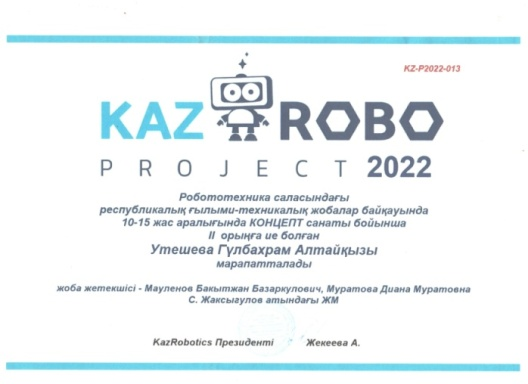 KZ-P2022-013
KAZ ROBO
PROJECT 2022
Робототехника саласындағы
республикалық ғылыми-техникалық жобалар байқауында
10-15 жас аралығында КОНЦЕПТ санаты бойынша
II орынға ие болған
Утешева Гүлбахрам Алтайқызы
марапатталады
жоба жетекшісі - Мауленов Бакытжан Базаркулович, Муратова Диана Муратовна
С. Жаксыгулов атындағы ЖМ
KazRobotics Президенті Жекеева А.